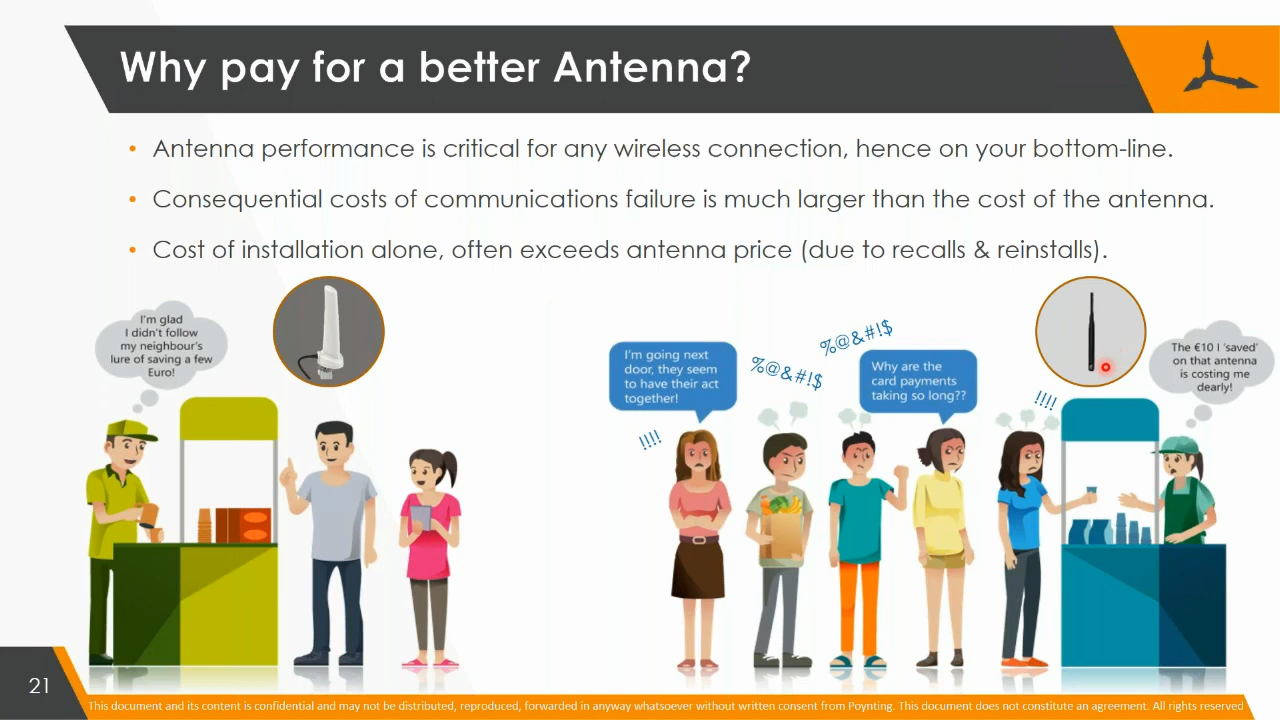 Why pay for a better Antenna?
• Antenna performance is critical for any wireless connection, hence on your bottom-line.
• Consequential costs of communications failure is much larger than the cost of the antenna.
• Cost of installation alone, often exceeds antenna price (due to recalls & reinstalls).
I'm glad
I didn't follow
my neighbour's
lure of saving a few
Euro!
I'm going next
door, they seem
to have their act
together!
!!!!
%@&#!$
%@&#!$
Why are the
card payments
taking so long??
!!!!
The €10 I 'saved'
on that antenna
is costing me
dearly!
21
This document and its content is confidential and may not be distributed, reproduced, forwarded in anyway whatsoever without written consent from Poynting. This document does not constitute an agreement. All rights reserved